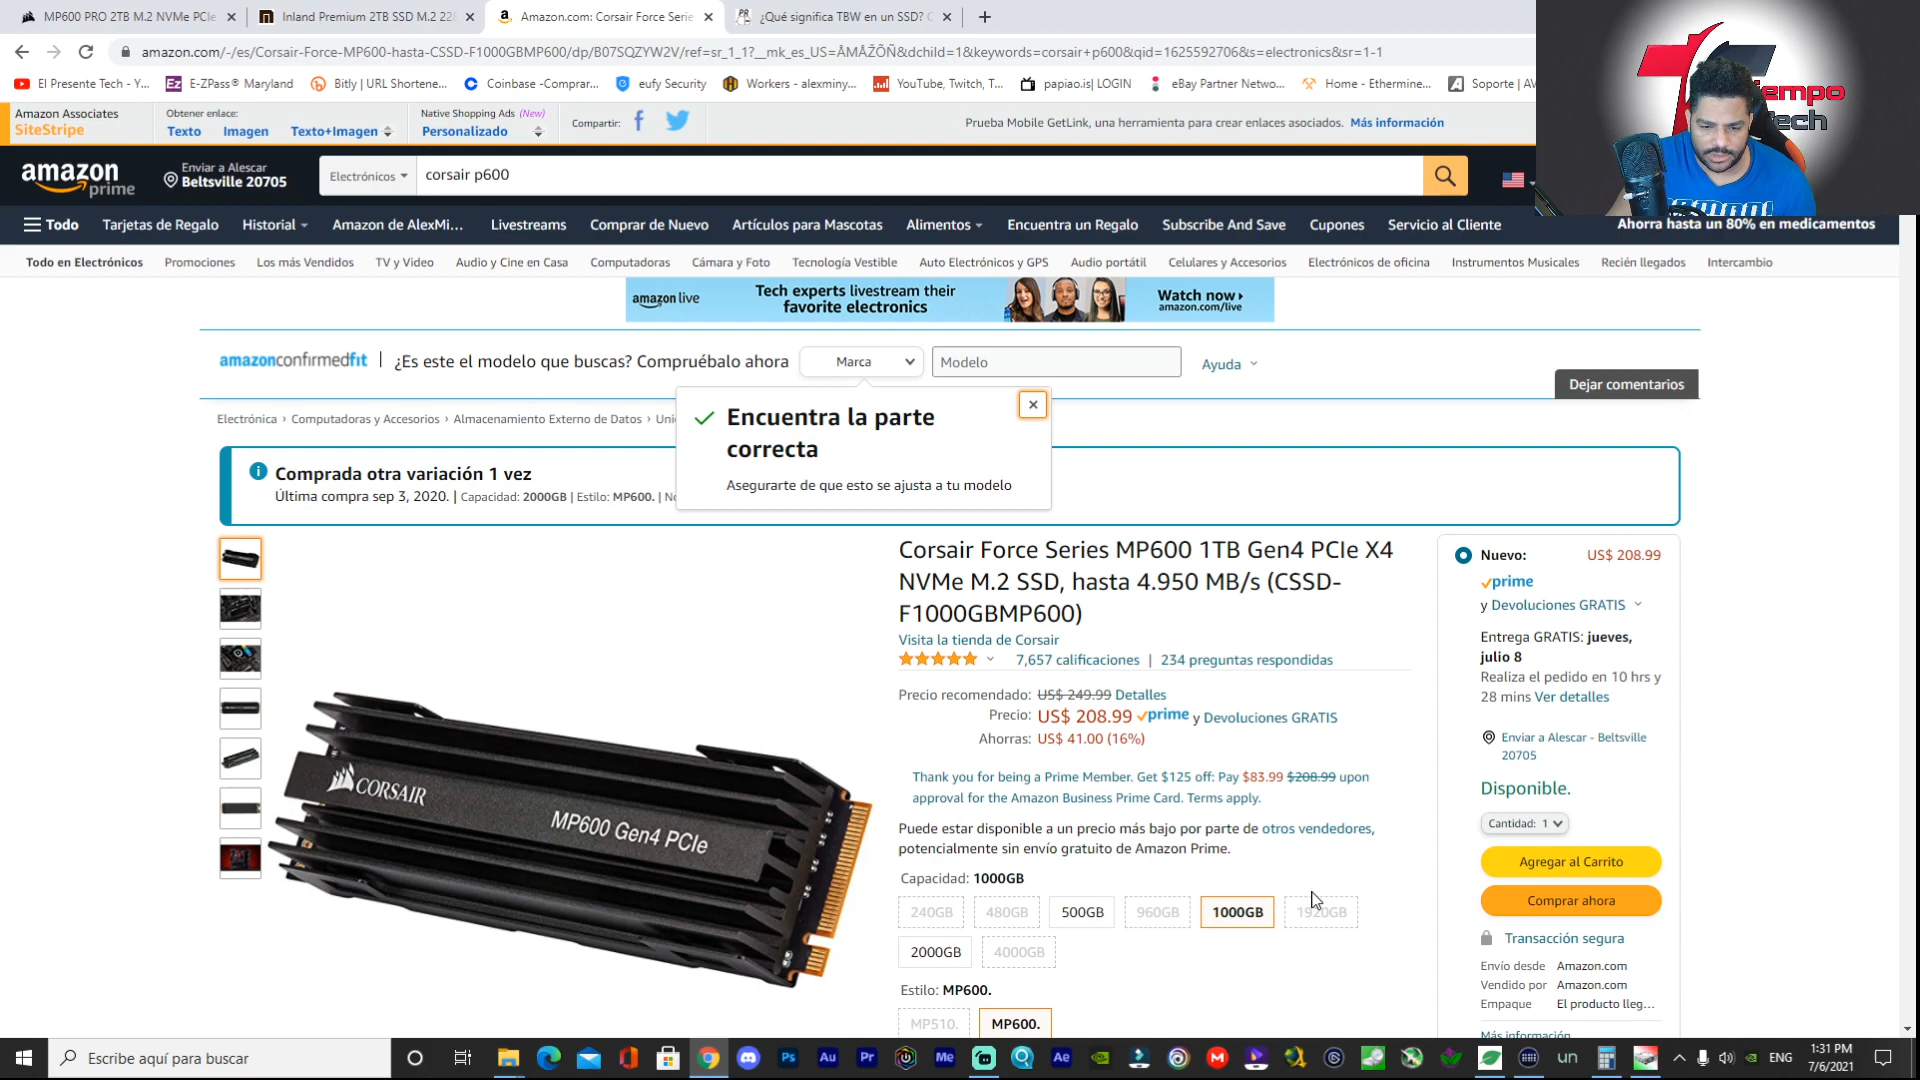 MP600 PRO 2TB M.2 NVMe PCIe
Inland Premium 2TB SSD M.2 228
Amazon.com: Corsair Force Serie
¿Qué significa TBW en un SSD? C
amazon.com/-/es/Corsair-Force-MP600-hasta-CSSD-F1000GBMP600/dp/B07SQZYW2V/ref=sr_1_1?__mk_es_US=ÅMÅŽÕÑ&dchild=1&keywords=corsair+p600&qid=1625592706&s=electronics&sr=1-1
El Presente Tech - Y...
E-ZPass® Maryland
Bitly | URL Shortene...
Coinbase -Comprar...
eufy Security
Workers - alexminy...
YouTube, Twitch, T...
papiao.is| LOGIN
eBay Partner Netwo...
Home - Ethermine...
Soporte | AV
iempo
ech
Amazon Associates
SiteStripe
Obtener enlace:
Texto Imagen Texto+Imagen
Native Shopping Ads (New)
Personalizado
Compartir:
Prueba Mobile GetLink, una herramienta para crear enlaces asociados. Más información
amazon prime
Enviar a Alescar
Beltsville 20705
Electrónicos
corsair p600
Todo Tarjetas de Regalo Historial Amazon de AlexMi... Livestreams Comprar de Nuevo Artículos para Mascotas Alimentos Encuentra un Regalo Subscribe And Save Cupones Servicio al Cliente Ahorra hasta un 80% en medicamentos
Todo en Electrónicos Promociones Los más Vendidos TV y Video Audio y Cine en Casa Computadoras Cámara y Foto Tecnología Vestible Auto Electrónicos y GPS Audio portátil Celulares y Accesorios Electrónicos de oficina Instrumentos Musicales Recién llegados Intercambio
amazon live
Tech experts livestream their
favorite electronics
Watch now
amazon.com/live
amazonconfirmedfit | ¿Es este el modelo que buscas? Compruébalo ahora Marca Modelo Ayuda
Dejar comentarios
Encuentra la parte
correcta
Asegurarte de que esto se ajusta a tu modelo
Electrónica › Computadoras y Accesorios › Almacenamiento Externo de Datos › Uni
Comprada otra variación 1 vez
Última compra sep 3, 2020. | Capacidad: 2000GB | Estilo: MP600. | No
CORSAIR
MP600 Gen4 PCIe
Corsair Force Series MP600 1TB Gen4 PCIe X4
NVMe M.2 SSD, hasta 4.950 MB/s (CSSD-
F1000GBMP600)
Visita la tienda de Corsair
7,657 calificaciones | 234 preguntas respondidas
Precio recomendado: US$ 249.99 Detalles
Precio: US$ 208.99 prime y Devoluciones GRATIS
Ahorras: US$ 41.00 (16%)
Thank you for being a Prime Member. Get $125 off: Pay $83.99 $208.99 upon
approval for the Amazon Business Prime Card. Terms apply.
Puede estar disponible a un precio más bajo por parte de otros vendedores,
potencialmente sin envío gratuito de Amazon Prime.
Capacidad: 1000GB
240GB 480GB 500GB 960GB 1000GB 1920GB
2000GB 4000GB
Estilo: MP600.
MP510. MP600.
Nuevo: US$ 208.99
prime
y Devoluciones GRATIS
Entrega GRATIS: jueves,
julio 8
Realiza el pedido en 10 hrs y
28 mins Ver detalles
Enviar a Alescar - Beltsville
20705
Disponible.
Cantidad: 1
Agregar al Carrito
Comprar ahora
Transacción segura
Envío desde Amazon.com
Vendido por Amazon.com
Empaque El producto lleg...
Más información
Escribe aquí para buscar
Ps
Au
Pr
Me
Ae
un
ENG
1:31 PM
7/6/2021